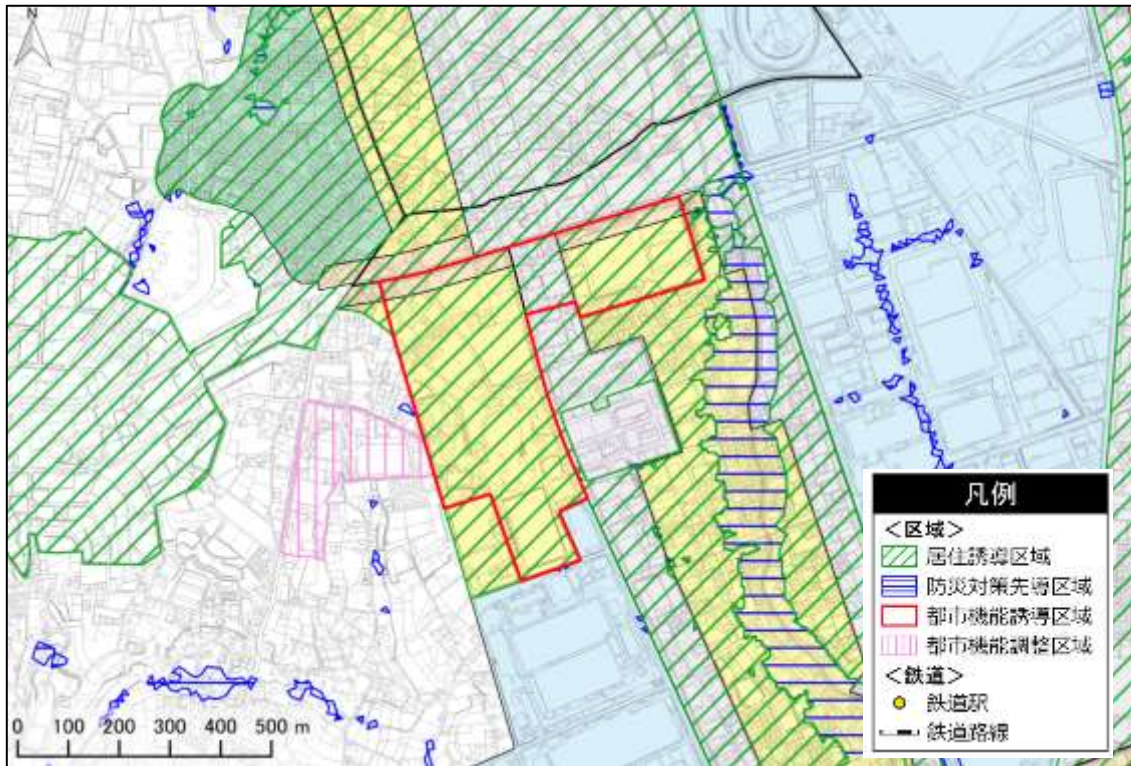 N
凡例
<区域>
居住誘導区域
防災対策先導区域
都市機能誘導区域
都市機能調整区域
<鉄道>
鉄道駅
鉄道路線
0 100 200 300 400 500 m